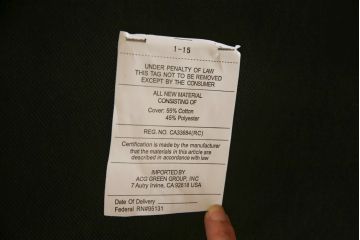 1-15
UNDER PENALTY OF LAW
THIS TAG NOT TO BE REMOVED
EXCEPT BY THE CONSUMER
ALL NEW MATERIAL
CONSISTING OF
Cover: 55% Cotton
45% Polyester
REG. NO. CA33684(RC)
Certification is made by the manufacturer
that the materials in this article are
described in accordance with law
IMPORTED BY
ACG GREEN GROUP, INC
7 Autry Irvine, CA 92618 USA
Date Of Delivery
Federal RN#95131